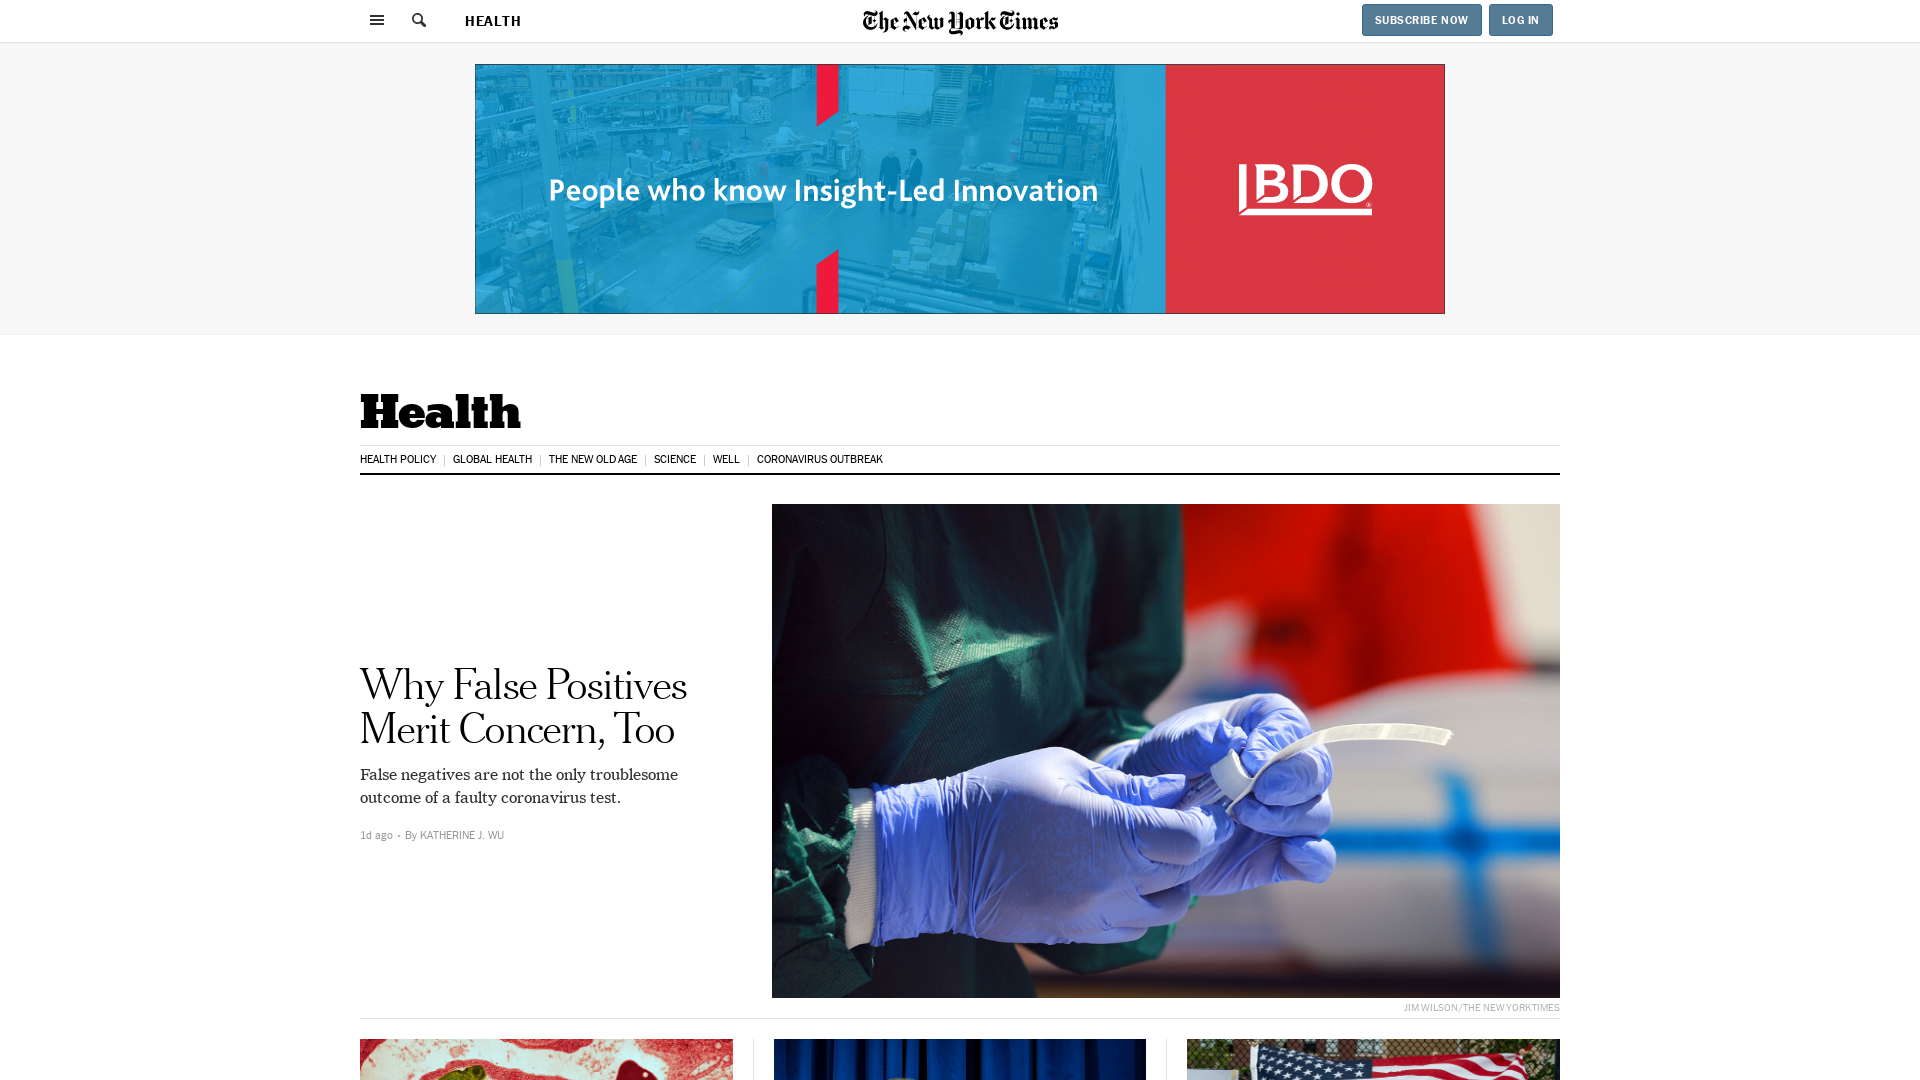 HEALTH
The New York Times
SUBSCRIBE NOW
LOG IN
People who know Insight-Led Innovation
BDO
Health
HEALTH POLICY
GLOBAL HEALTH
THE NEW OLD AGE
SCIENCE
WELL
CORONAVIRUS OUTBREAK
Why False Positives
Merit Concern, Too
False negatives are not the only troublesome
outcome of a faulty coronavirus test.
1d ago · By KATHERINE J. WU
JIM WILSON/THE NEW YORK TIMES